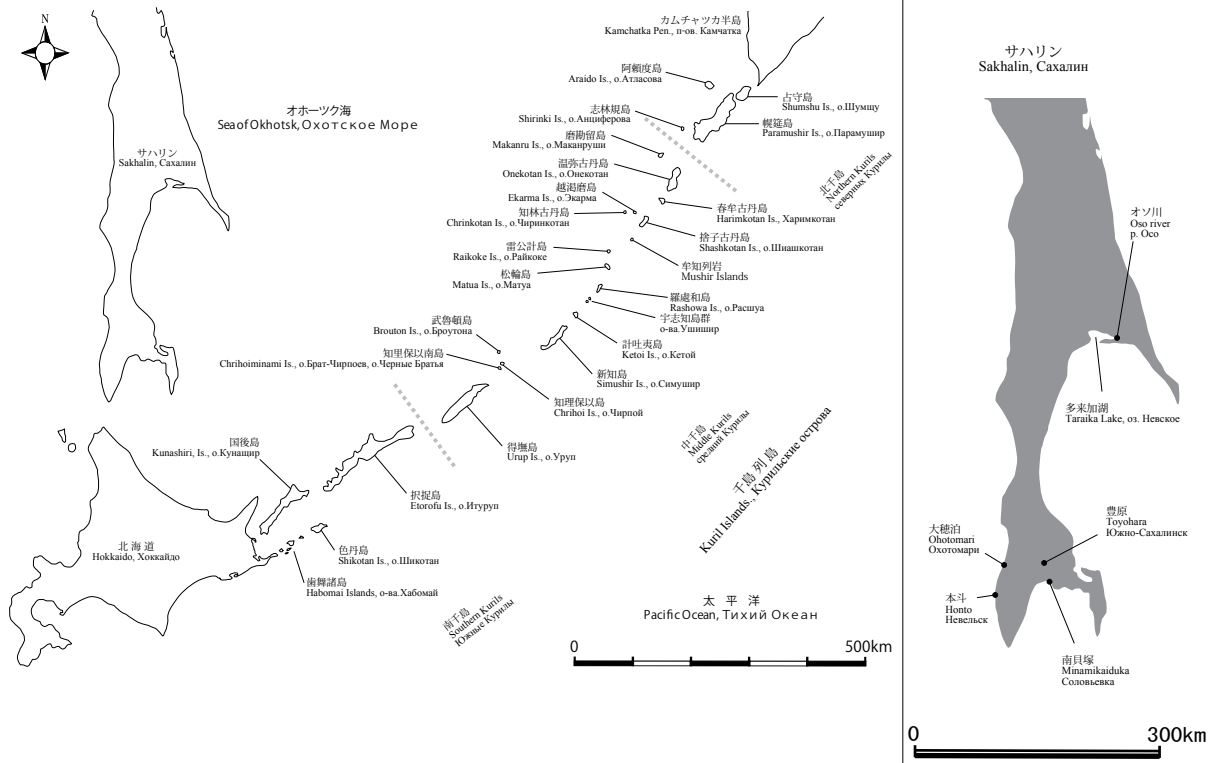 N
カムチャツカ半島
Kamchatka Pen., п-ов. Камчатка
阿頼度島
Araido Is., о.Атласова
占守島
Shumshu Is., о.Шумщу
志林規島
Shirinki Is., о.Анциферова
幌筵島
Paramushir Is., о.Парамушир
オホーツク海
Sea of Okhotsk, Охотское Море
磨勘留島
Makanru Is., о.Маканруши
サハリン
Sakhalin, Сахалин
温弥古丹島
Onekotan Is., о.Онекотан
北千島
Northern Kurils
северных Курилы
越渇磨島
Ekarma Is., о.Экарма
春牟古丹島
Harimkotan Is., Харимкотан
知林古丹島
Chrinkotan Is., о.Чиринкотан
捨子古丹島
Shashkotan Is., о.Шиашкотан
雷公計島
Raikoke Is., о.Райкоке
牟知列岩
Mushir Islands
松輪島
Matua Is., о.Матуа
羅處和島
Rashowa Is., о.Расшуа
宇志知島群
о-ва.Ушишир
武魯頓島
Brouton Is., о.Броутона
計吐夷島
Ketoi Is., о.Кетой
知里保以南島
Chrihoiminami Is., о.Брат-Чирпоев, о.Черные Братья
新知島
Simushir Is., о.Симушир
知理保以島
Chrihoi Is., о.Чирпой
中千島
Middle Kurils
средний Курилы
千島列島
Kuril Islands., Курильские острова
国後島
Kunashiri, Is., о.Кунащир
得撫島
Urup Is., о.Уруп
択捉島
Etorofu Is., о.Итуруп
北海道
Hokkaido, Хоккайдо
色丹島
Shikotan Is., о.Шикотан
歯舞諸島
Habomai Islands, о-ва.Хабомай
南千島
Southern Kurils
Южные Курилы
太平洋
Pacific Ocean, Тихий Океан
0 500km
サハリン
Sakhalin, Сахалин
オソ川
Oso river
р. Осо
多来加湖
Taraika Lake, оз. Невское
豊原
Toyohara
Южно-Сахалинск
大穂泊
Ohotomari
Охотомари
本斗
Honto
Невельск
南貝塚
Minamikaiduka
Соловьевка
0 300km